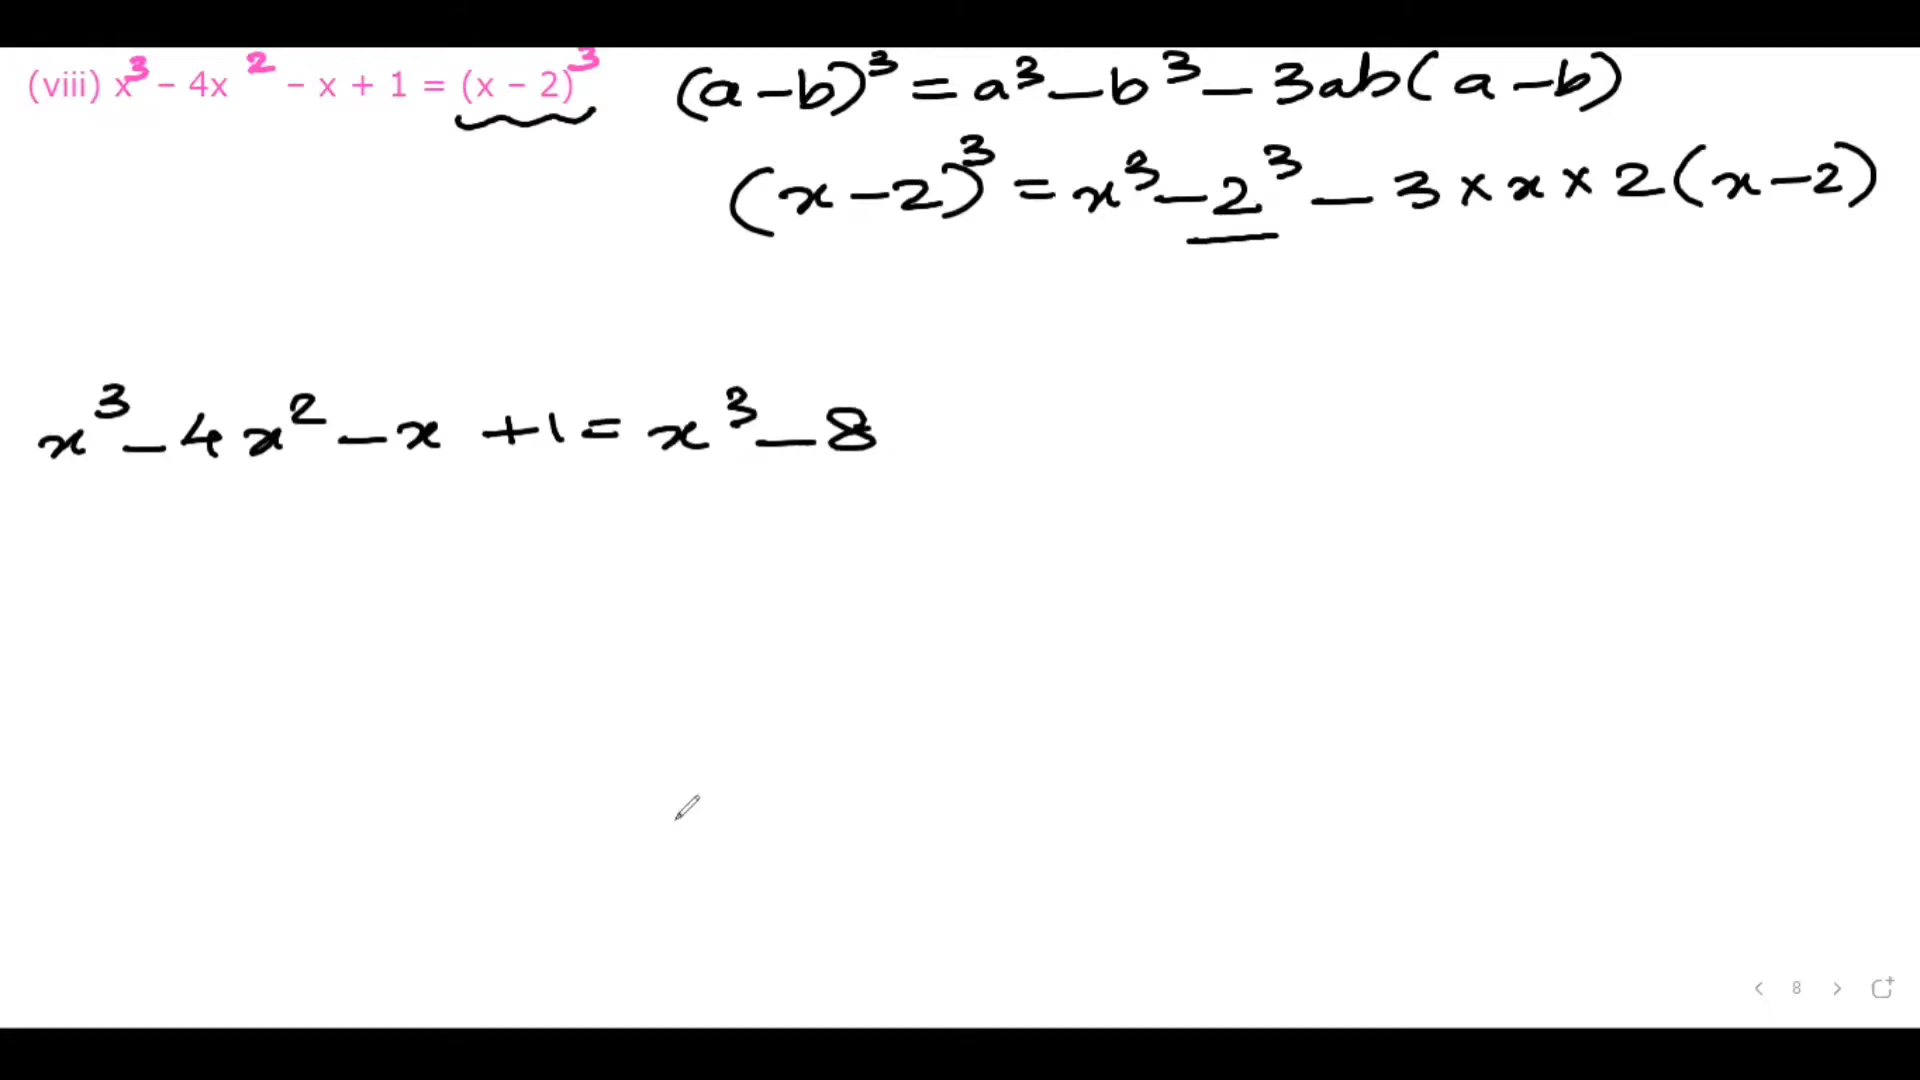 (viii) x³ – 4x² – x + 1 = (x – 2)³
(a – b)³ = a³ – b³ – 3ab(a – b)
(x – 2)³ = x³ – 2³ – 3 × x × 2(x – 2)
x³ – 4x² – x + 1 = x³ – 8
8